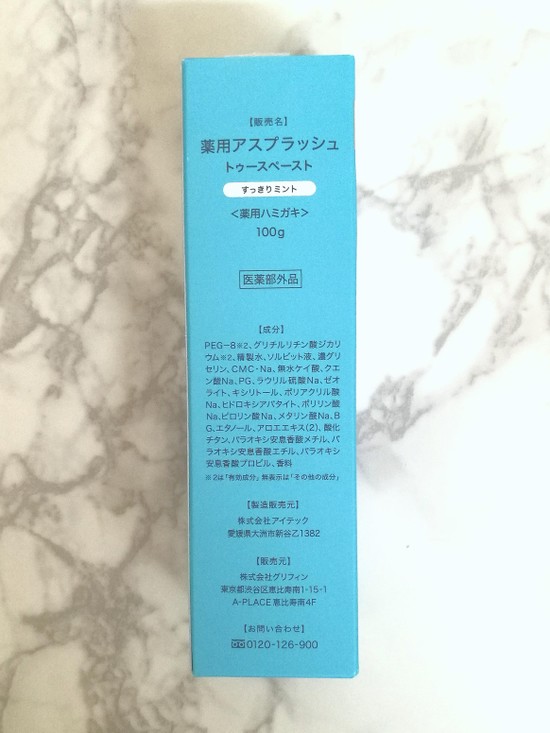 【販売名】
薬用アスプラッシュ
トゥースペースト
すっきりミント
＜薬用ハミガキ＞
100g
医薬部外品
【成分】
PEG−8※2、グリチルリチン酸ジカリ
ウム※2、精製水、ソルビット液、濃グリ
セリン、CMC・Na、無水ケイ酸、クエ
ン酸Na、PG、ラウリル硫酸Na、ゼオ
ライト、キシリトール、ポリアクリル酸
Na、ヒドロキシアパタイト、ポリリン酸
Na、ピロリン酸Na、メタリン酸Na、B
G、エタノール、アロエエキス(2)、酸化
チタン、パラオキシ安息香酸メチル、パ
ラオキシ安息香酸エチル、パラオキシ
安息香酸プロピル、香料
※2は「有効成分」無表示は「その他の成分」
【製造販売元】
株式会社アイテック
愛媛県大洲市新谷乙1382
【販売元】
株式会社グリフィン
東京都渋谷区恵比寿南1-15-1
A-PLACE恵比寿南4F
【お問い合わせ】
0120-126-900